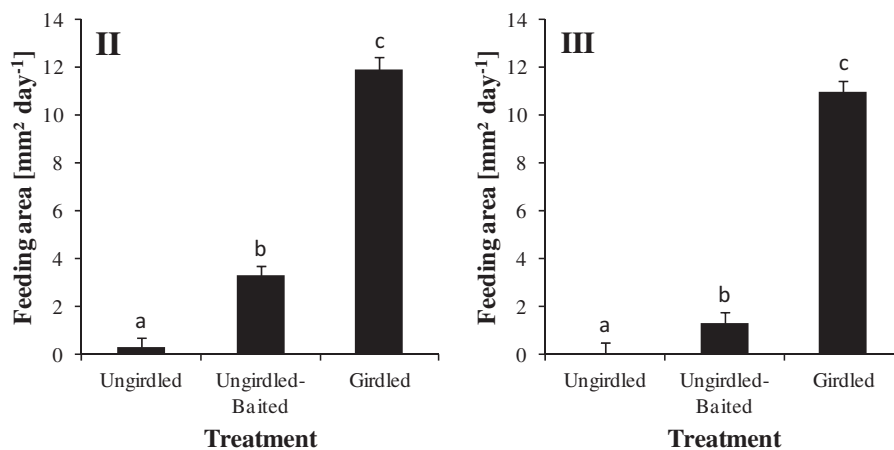 II
Feeding area [mm² day⁻¹]
14
12
10
8
6
4
2
0
a
b
c
Ungirdled
Ungirdled-
Baited
Girdled
Treatment
III
Feeding area [mm² day⁻¹]
14
12
10
8
6
4
2
0
a
b
c
Ungirdled
Ungirdled-
Baited
Girdled
Treatment